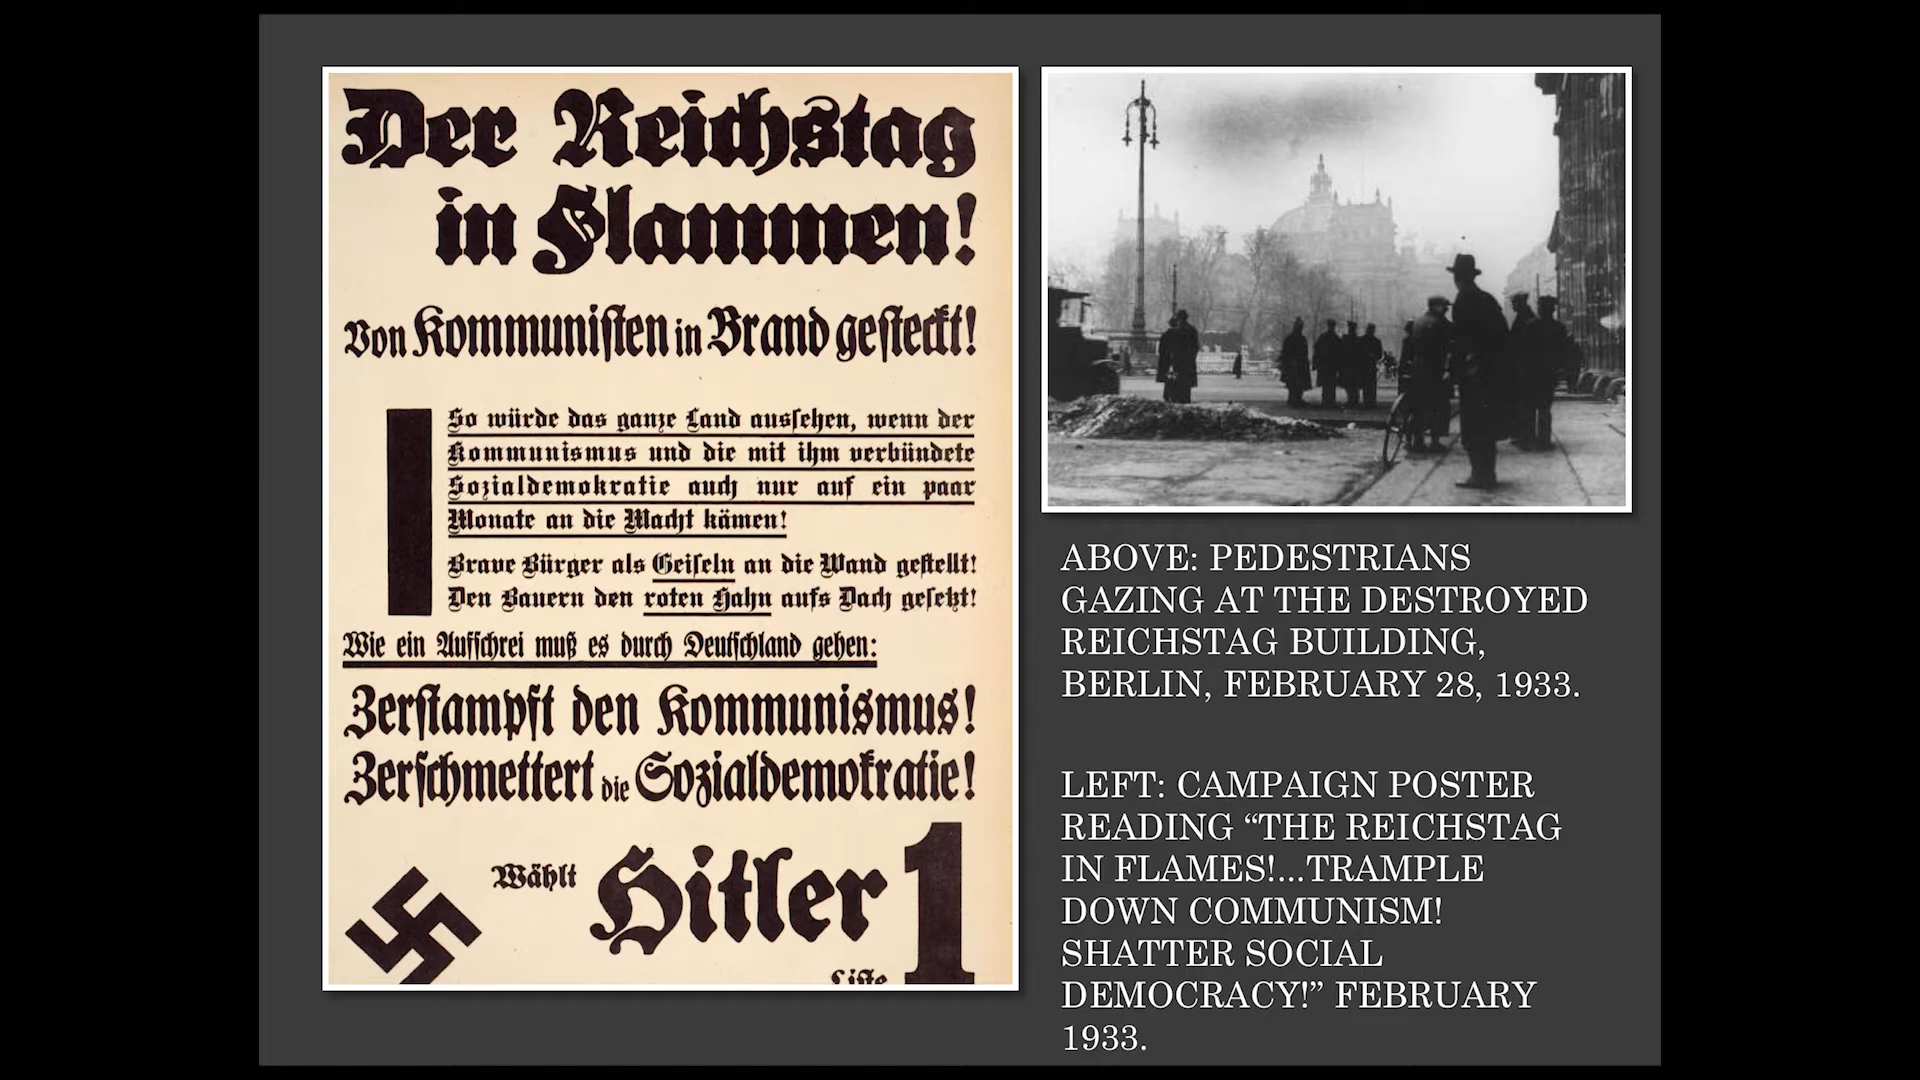 Der Reichstag
in Flammen!
Von Kommunisten in Brand gesteckt!
So würde das ganze Land aussehen, wenn der
Kommunismus und die mit ihm verbündete
Sozialdemokratie auch nur auf ein paar
Monate an die Macht kämen!
Brave Bürger als Geiseln an die Wand gestellt!
Den Bauern den roten Hahn aufs Dach gesetzt!
Wie ein Aufschrei muß es durch Deutschland gehen:
Zerstampft den Kommunismus!
Zerschmettert die Sozialdemokratie!
Wählt Hitler 1
Liste
ABOVE: PEDESTRIANS
GAZING AT THE DESTROYED
REICHSTAG BUILDING,
BERLIN, FEBRUARY 28, 1933.
LEFT: CAMPAIGN POSTER
READING “THE REICHSTAG
IN FLAMES!...TRAMPLE
DOWN COMMUNISM!
SHATTER SOCIAL
DEMOCRACY!” FEBRUARY
1933.